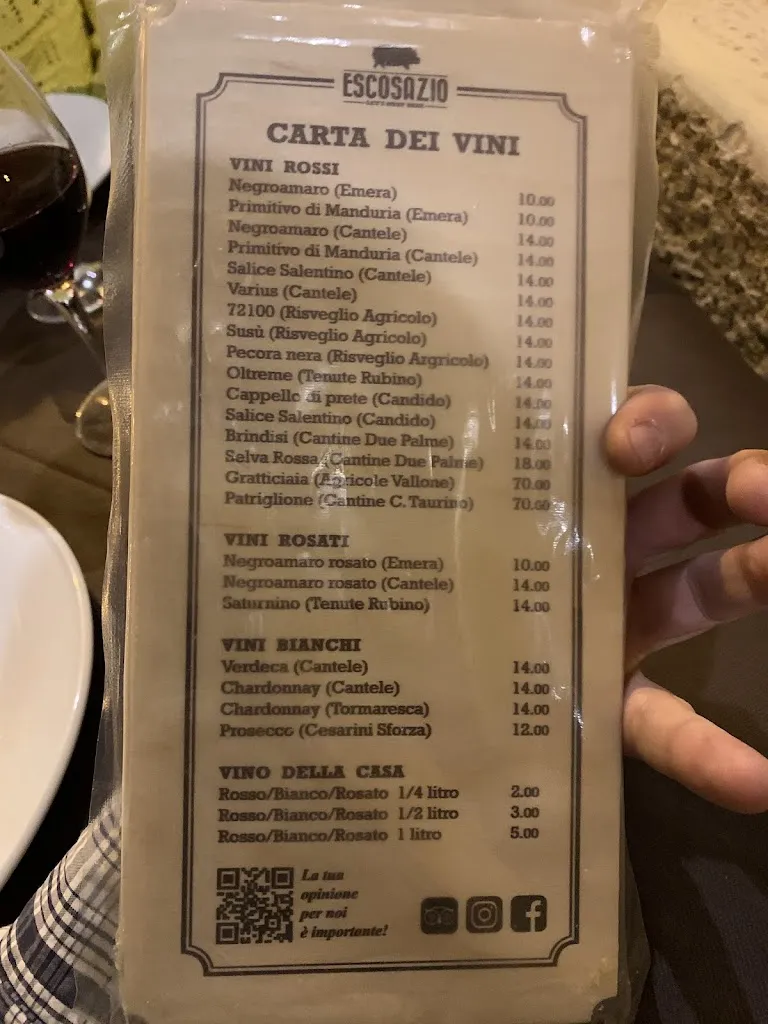 ESCOSAZIO
CARTA DEI VINI
VINI ROSSI
Negroamaro (Emera) 10.00
Primitivo di Manduria (Emera) 10.00
Negroamaro (Cantele) 14.00
Primitivo di Manduria (Cantele) 14.00
Salice Salentino (Cantele) 14.00
Varius (Cantele) 14.00
72100 (Risveglio Agricolo) 14.00
Susù (Risveglio Agricolo) 14.00
Pecora nera (Risveglio Azgricolo) 14.00
Oltreme (Tenute Rubino) 14.00
Cappello di prete (Candido) 14.00
Salice Salentino (Candido) 14.00
Brindisi (Cantine Due Palme) 14.00
Selva Rossa (Cantine Due Palme) 18.00
Gratticiaia (Agricole Vallone) 70.00
Patriglione (Cantine C. Taurino) 70.00
VINI ROSATI
Negroamaro rosato (Emera) 10.00
Negroamaro rosato (Cantele) 14.00
Saturnino (Tenute Rubino) 14.00
VINI BIANCHI
Verdeca (Cantele) 14.00
Chardonnay (Cantele) 14.00
Chardonnay (Tormaresca) 14.00
Prosecco (Cesarini Sforza) 12.00
VINO DELLA CASA
Rosso/Bianco/Rosato 1/4 litro 2.00
Rosso/Bianco/Rosato 1/2 litro 3.00
Rosso/Bianco/Rosato 1 litro 5.00
La tua
opinione
per noi
è importante!